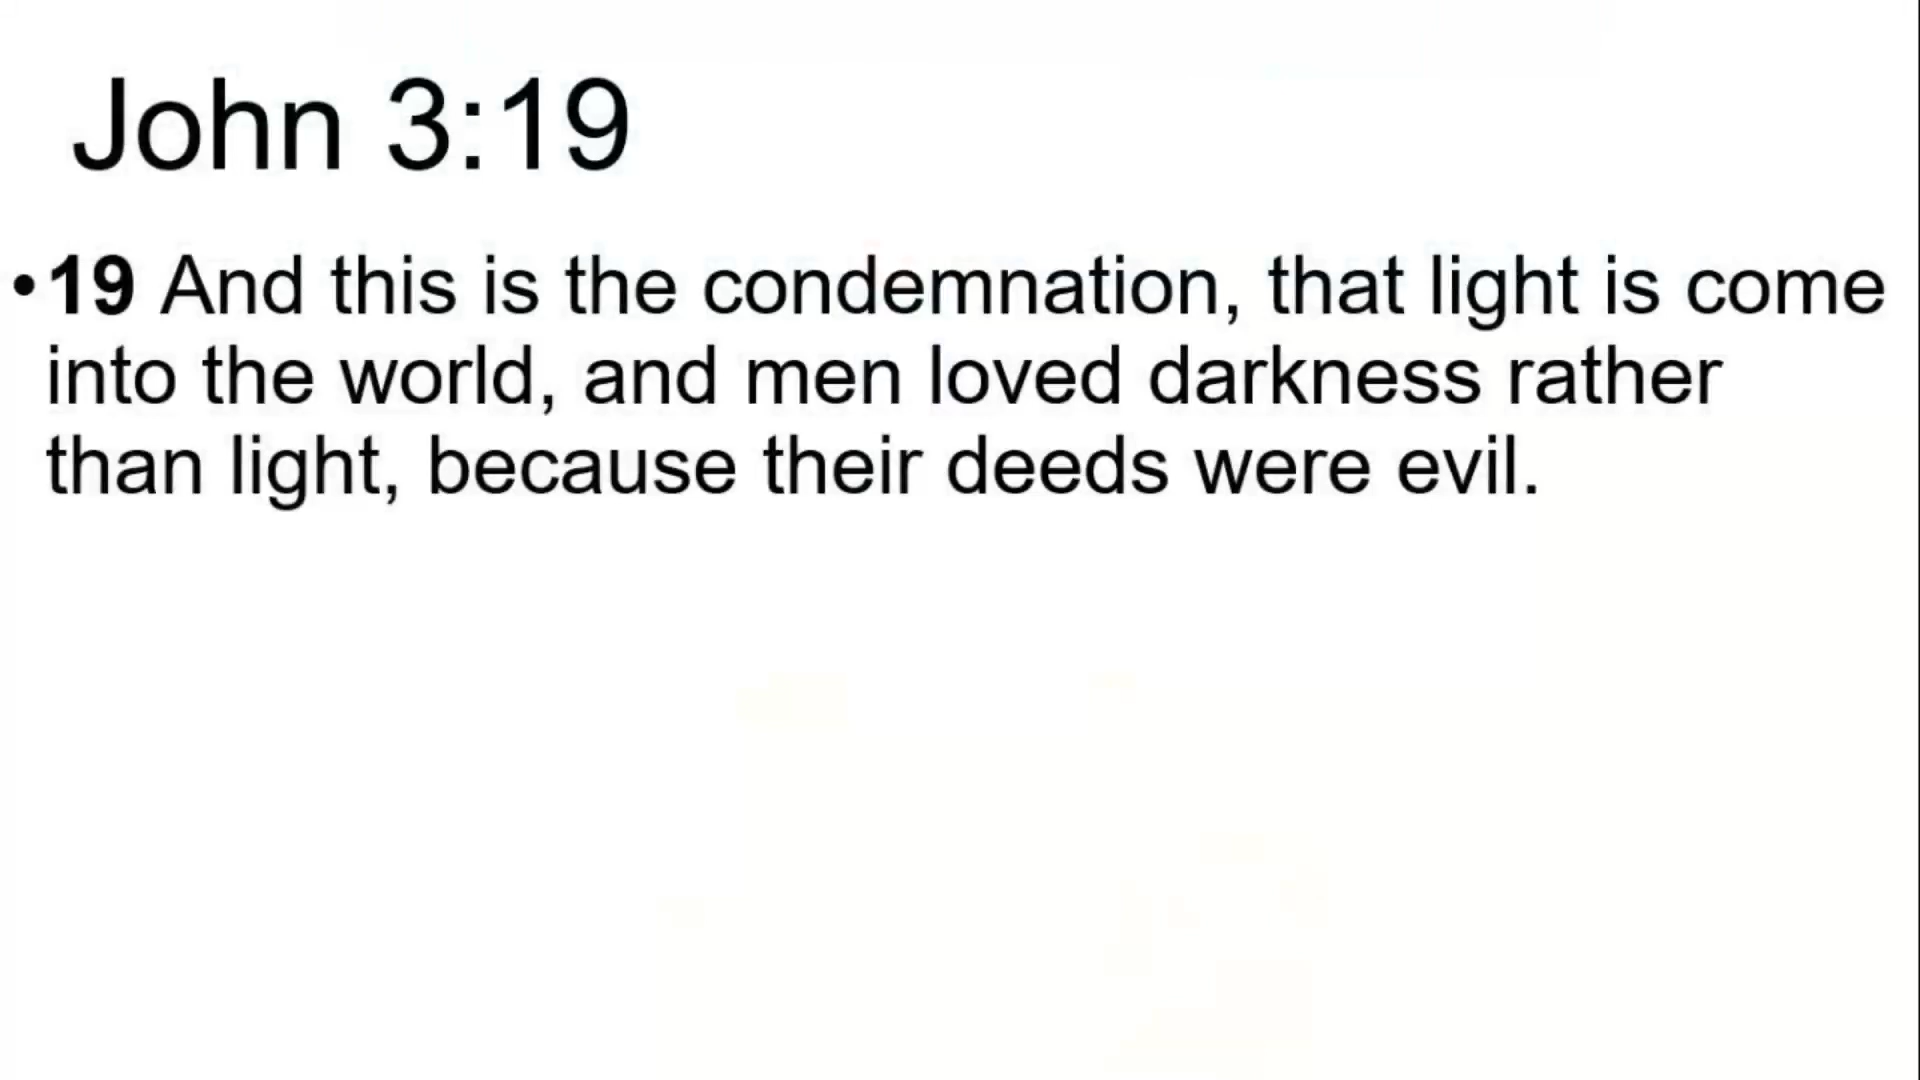 John 3:19
•19 And this is the condemnation, that light is come
into the world, and men loved darkness rather
than light, because their deeds were evil.